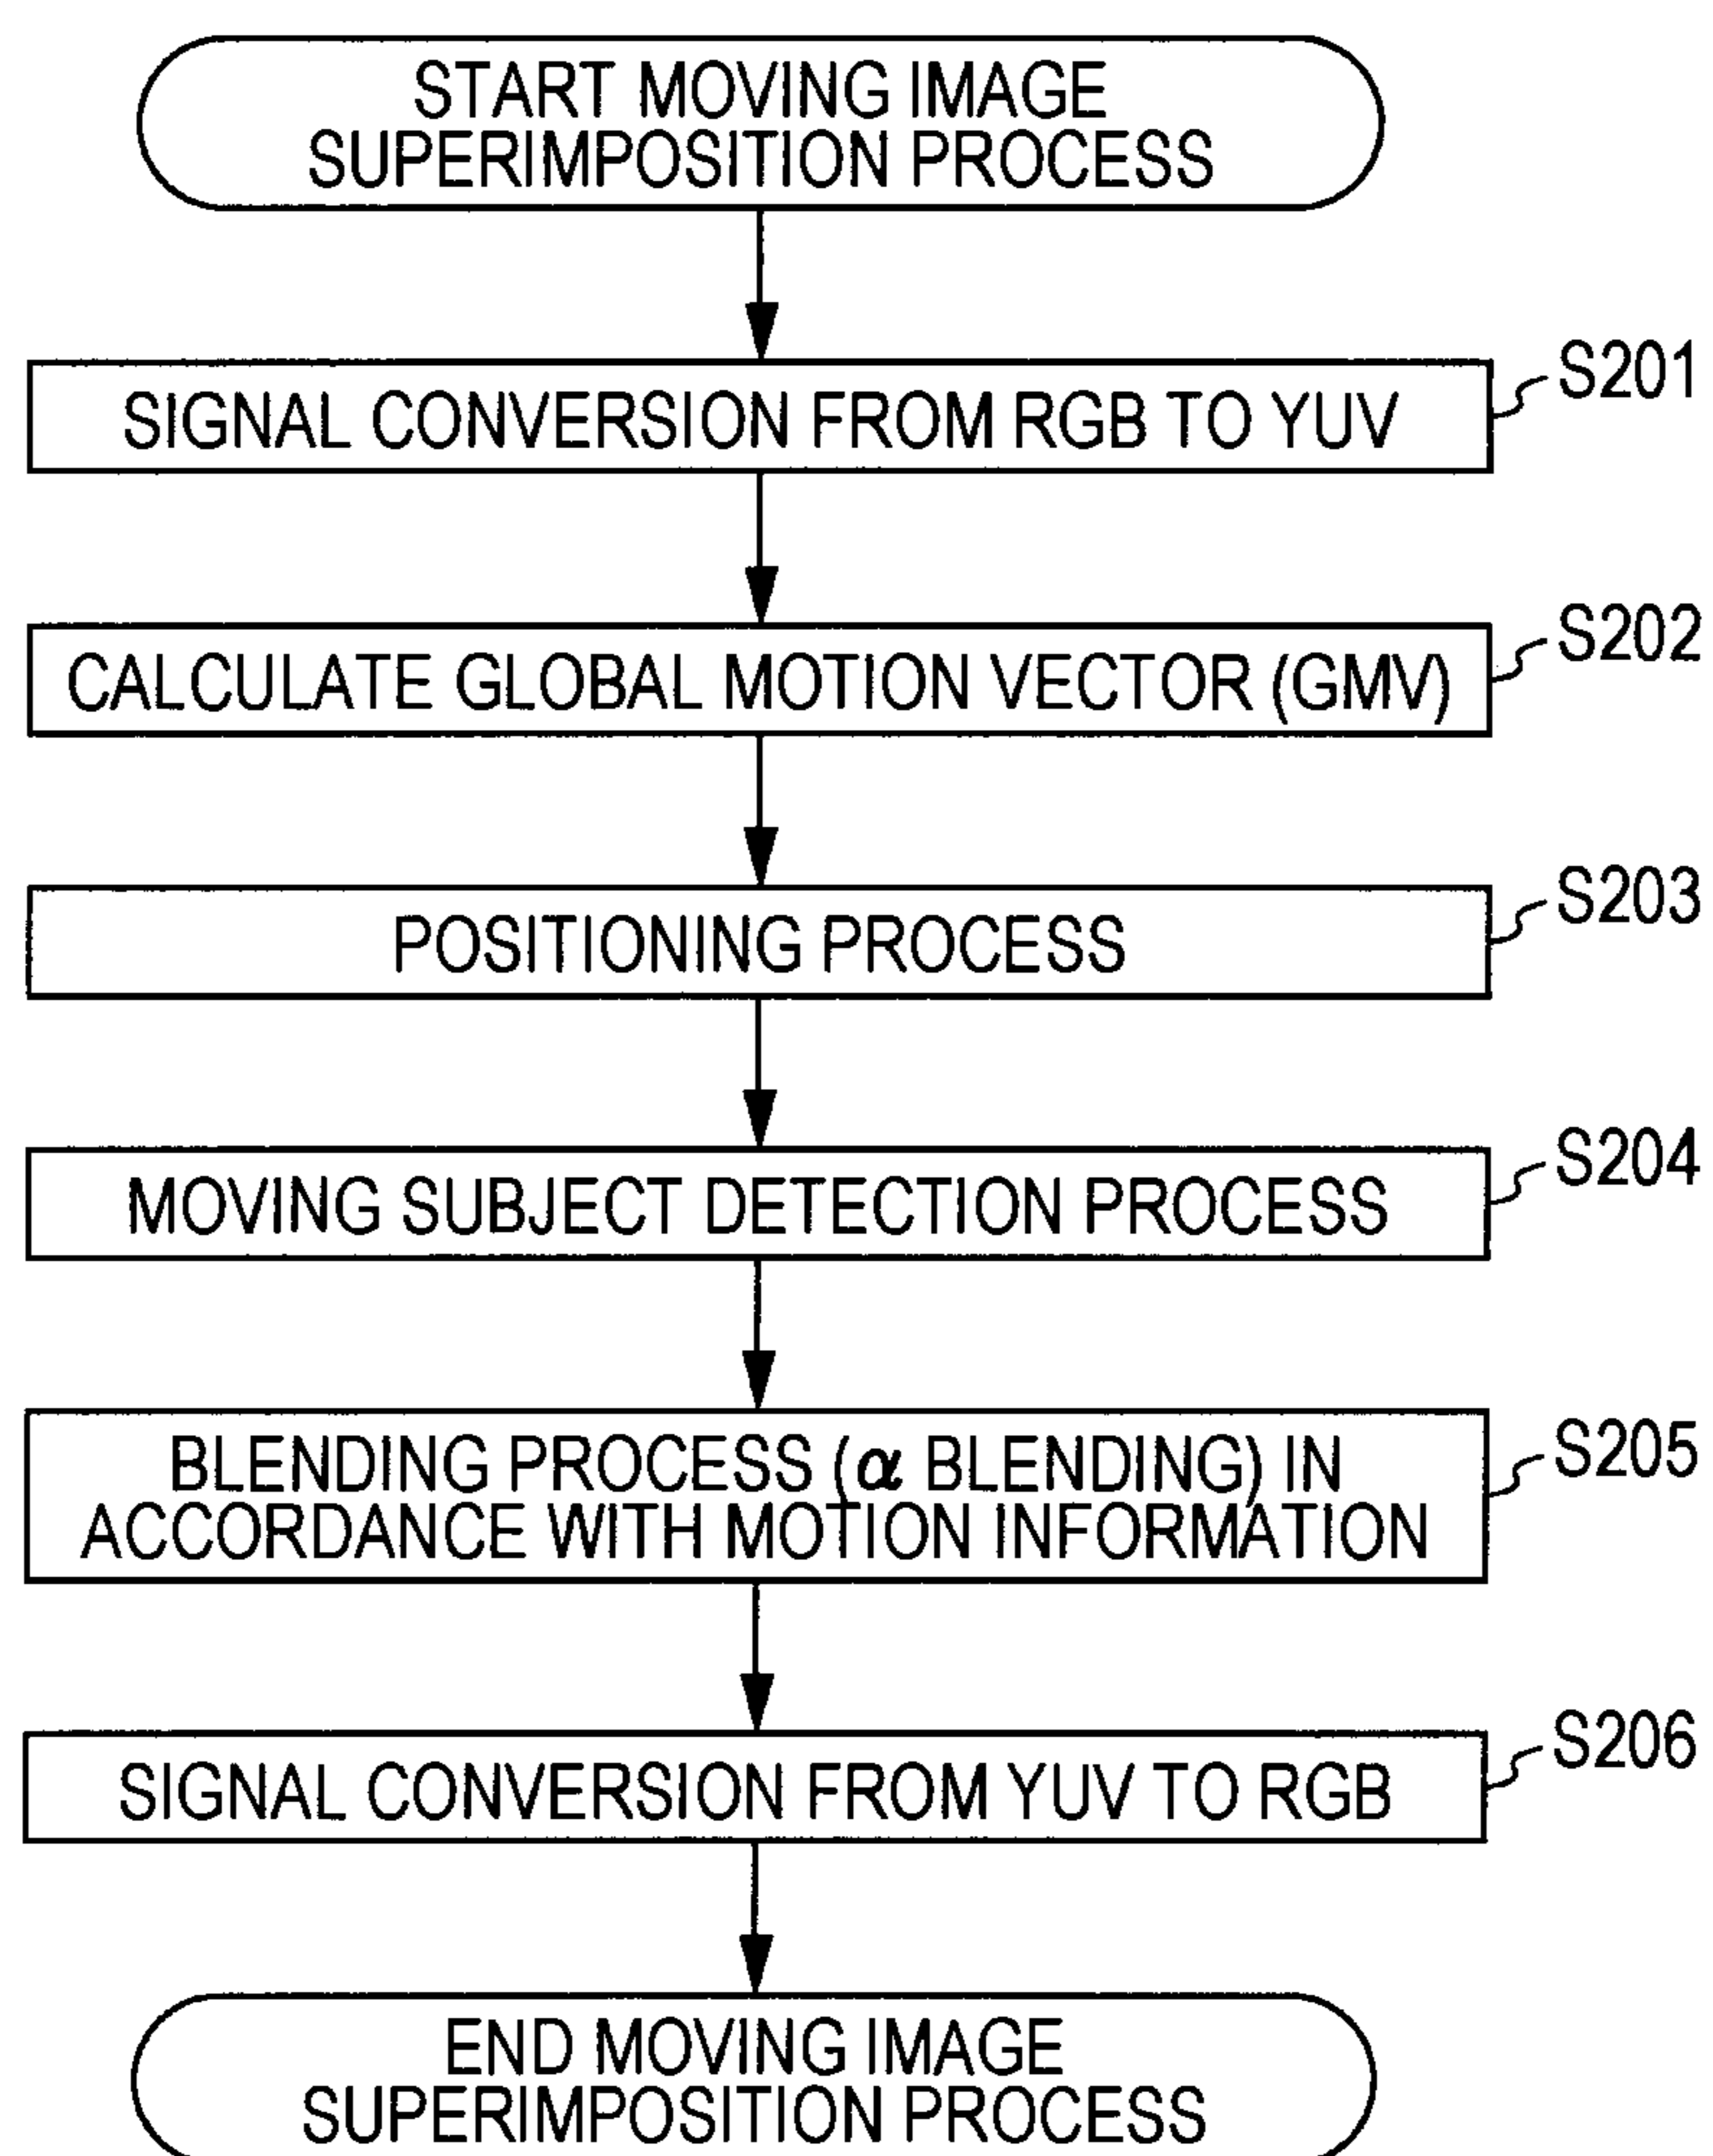 START MOVING IMAGE
SUPERIMPOSITION PROCESS
SIGNAL CONVERSION FROM RGB TO YUV
S201
CALCULATE GLOBAL MOTION VECTOR (GMV)
S202
POSITIONING PROCESS
S203
MOVING SUBJECT DETECTION PROCESS
S204
BLENDING PROCESS (α BLENDING) IN
ACCORDANCE WITH MOTION INFORMATION
S205
SIGNAL CONVERSION FROM YUV TO RGB
S206
END MOVING IMAGE
SUPERIMPOSITION PROCESS